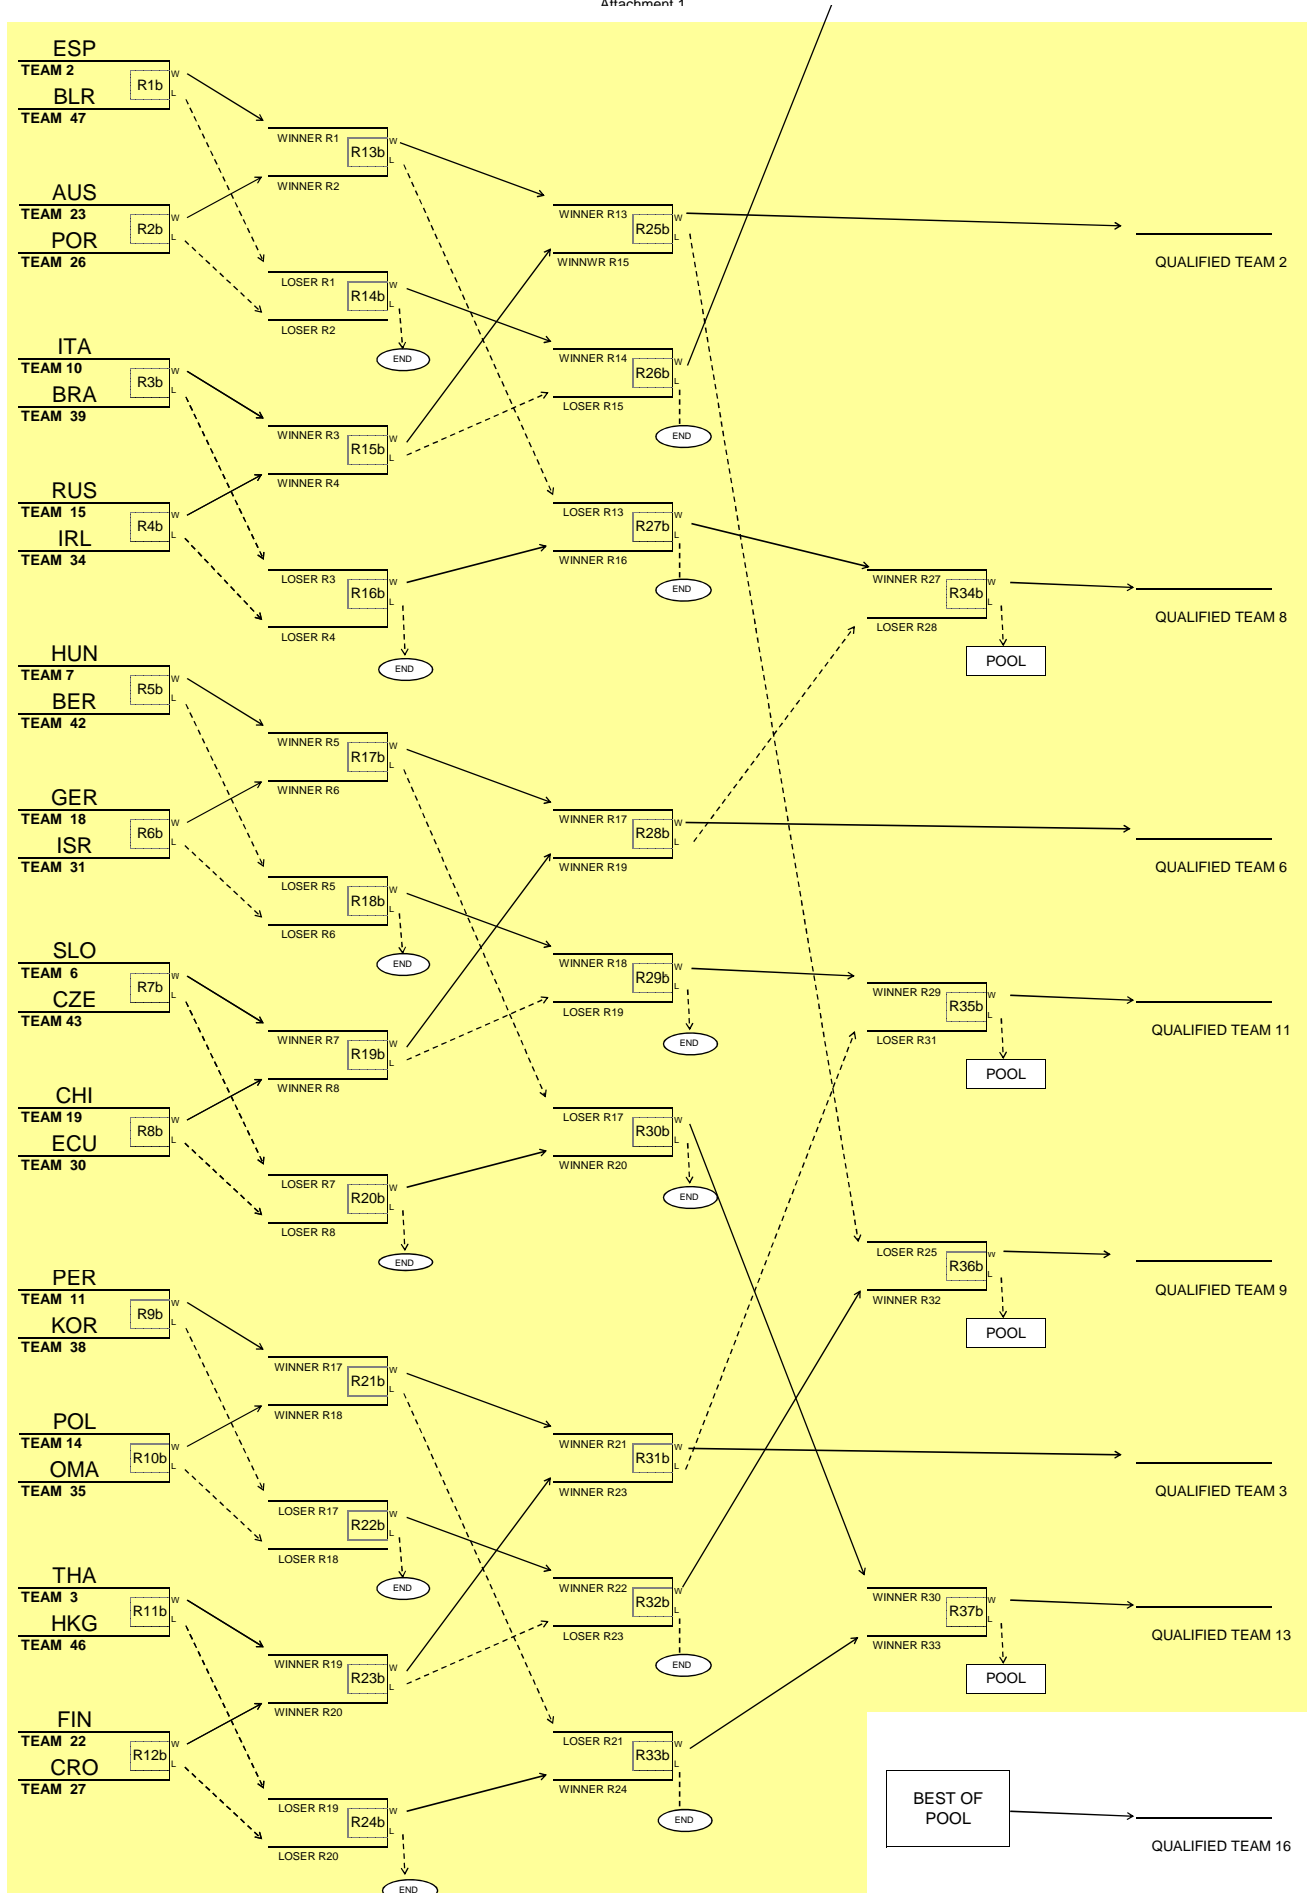 Attachment 1
ESP
TEAM 2
R1b
W
L
BLR
TEAM 47
WINNER R1
R13b
W
L
WINNER R2
AUS
TEAM 23
R2b
W
L
POR
TEAM 26
WINNER R13
R25b
W
L
WINNWR R15
QUALIFIED TEAM 2
LOSER R1
R14b
W
L
LOSER R2
END
ITA
TEAM 10
R3b
W
L
BRA
TEAM 39
WINNER R14
R26b
W
L
LOSER R15
END
WINNER R3
R15b
W
L
WINNER R4
RUS
TEAM 15
R4b
W
L
IRL
TEAM 34
LOSER R13
R27b
W
L
WINNER R16
END
LOSER R3
R16b
W
L
LOSER R4
END
WINNER R27
R34b
W
L
LOSER R28
POOL
QUALIFIED TEAM 8
HUN
TEAM 7
R5b
W
L
BER
TEAM 42
WINNER R5
R17b
W
L
WINNER R6
GER
TEAM 18
R6b
W
L
ISR
TEAM 31
WINNER R17
R28b
W
L
WINNER R19
QUALIFIED TEAM 6
LOSER R5
R18b
W
L
LOSER R6
END
SLO
TEAM 6
R7b
W
L
CZE
TEAM 43
WINNER R18
R29b
W
L
LOSER R19
END
WINNER R29
R35b
W
L
LOSER R31
POOL
QUALIFIED TEAM 11
WINNER R7
R19b
W
L
WINNER R8
CHI
TEAM 19
R8b
W
L
ECU
TEAM 30
LOSER R17
R30b
W
L
WINNER R20
END
LOSER R7
R20b
W
L
LOSER R8
END
LOSER R25
R36b
W
L
WINNER R32
POOL
QUALIFIED TEAM 9
PER
TEAM 11
R9b
W
L
KOR
TEAM 38
WINNER R17
R21b
W
L
WINNER R18
POL
TEAM 14
R10b
W
L
OMA
TEAM 35
WINNER R21
R31b
W
L
WINNER R23
QUALIFIED TEAM 3
LOSER R17
R22b
W
L
LOSER R18
END
THA
TEAM 3
R11b
W
L
HKG
TEAM 46
WINNER R22
R32b
W
L
LOSER R23
END
WINNER R30
R37b
W
L
WINNER R33
POOL
QUALIFIED TEAM 13
WINNER R19
R23b
W
L
WINNER R20
FIN
TEAM 22
R12b
W
L
CRO
TEAM 27
LOSER R21
R33b
W
L
WINNER R24
END
LOSER R19
R24b
W
L
LOSER R20
END
BEST OF
POOL
QUALIFIED TEAM 16